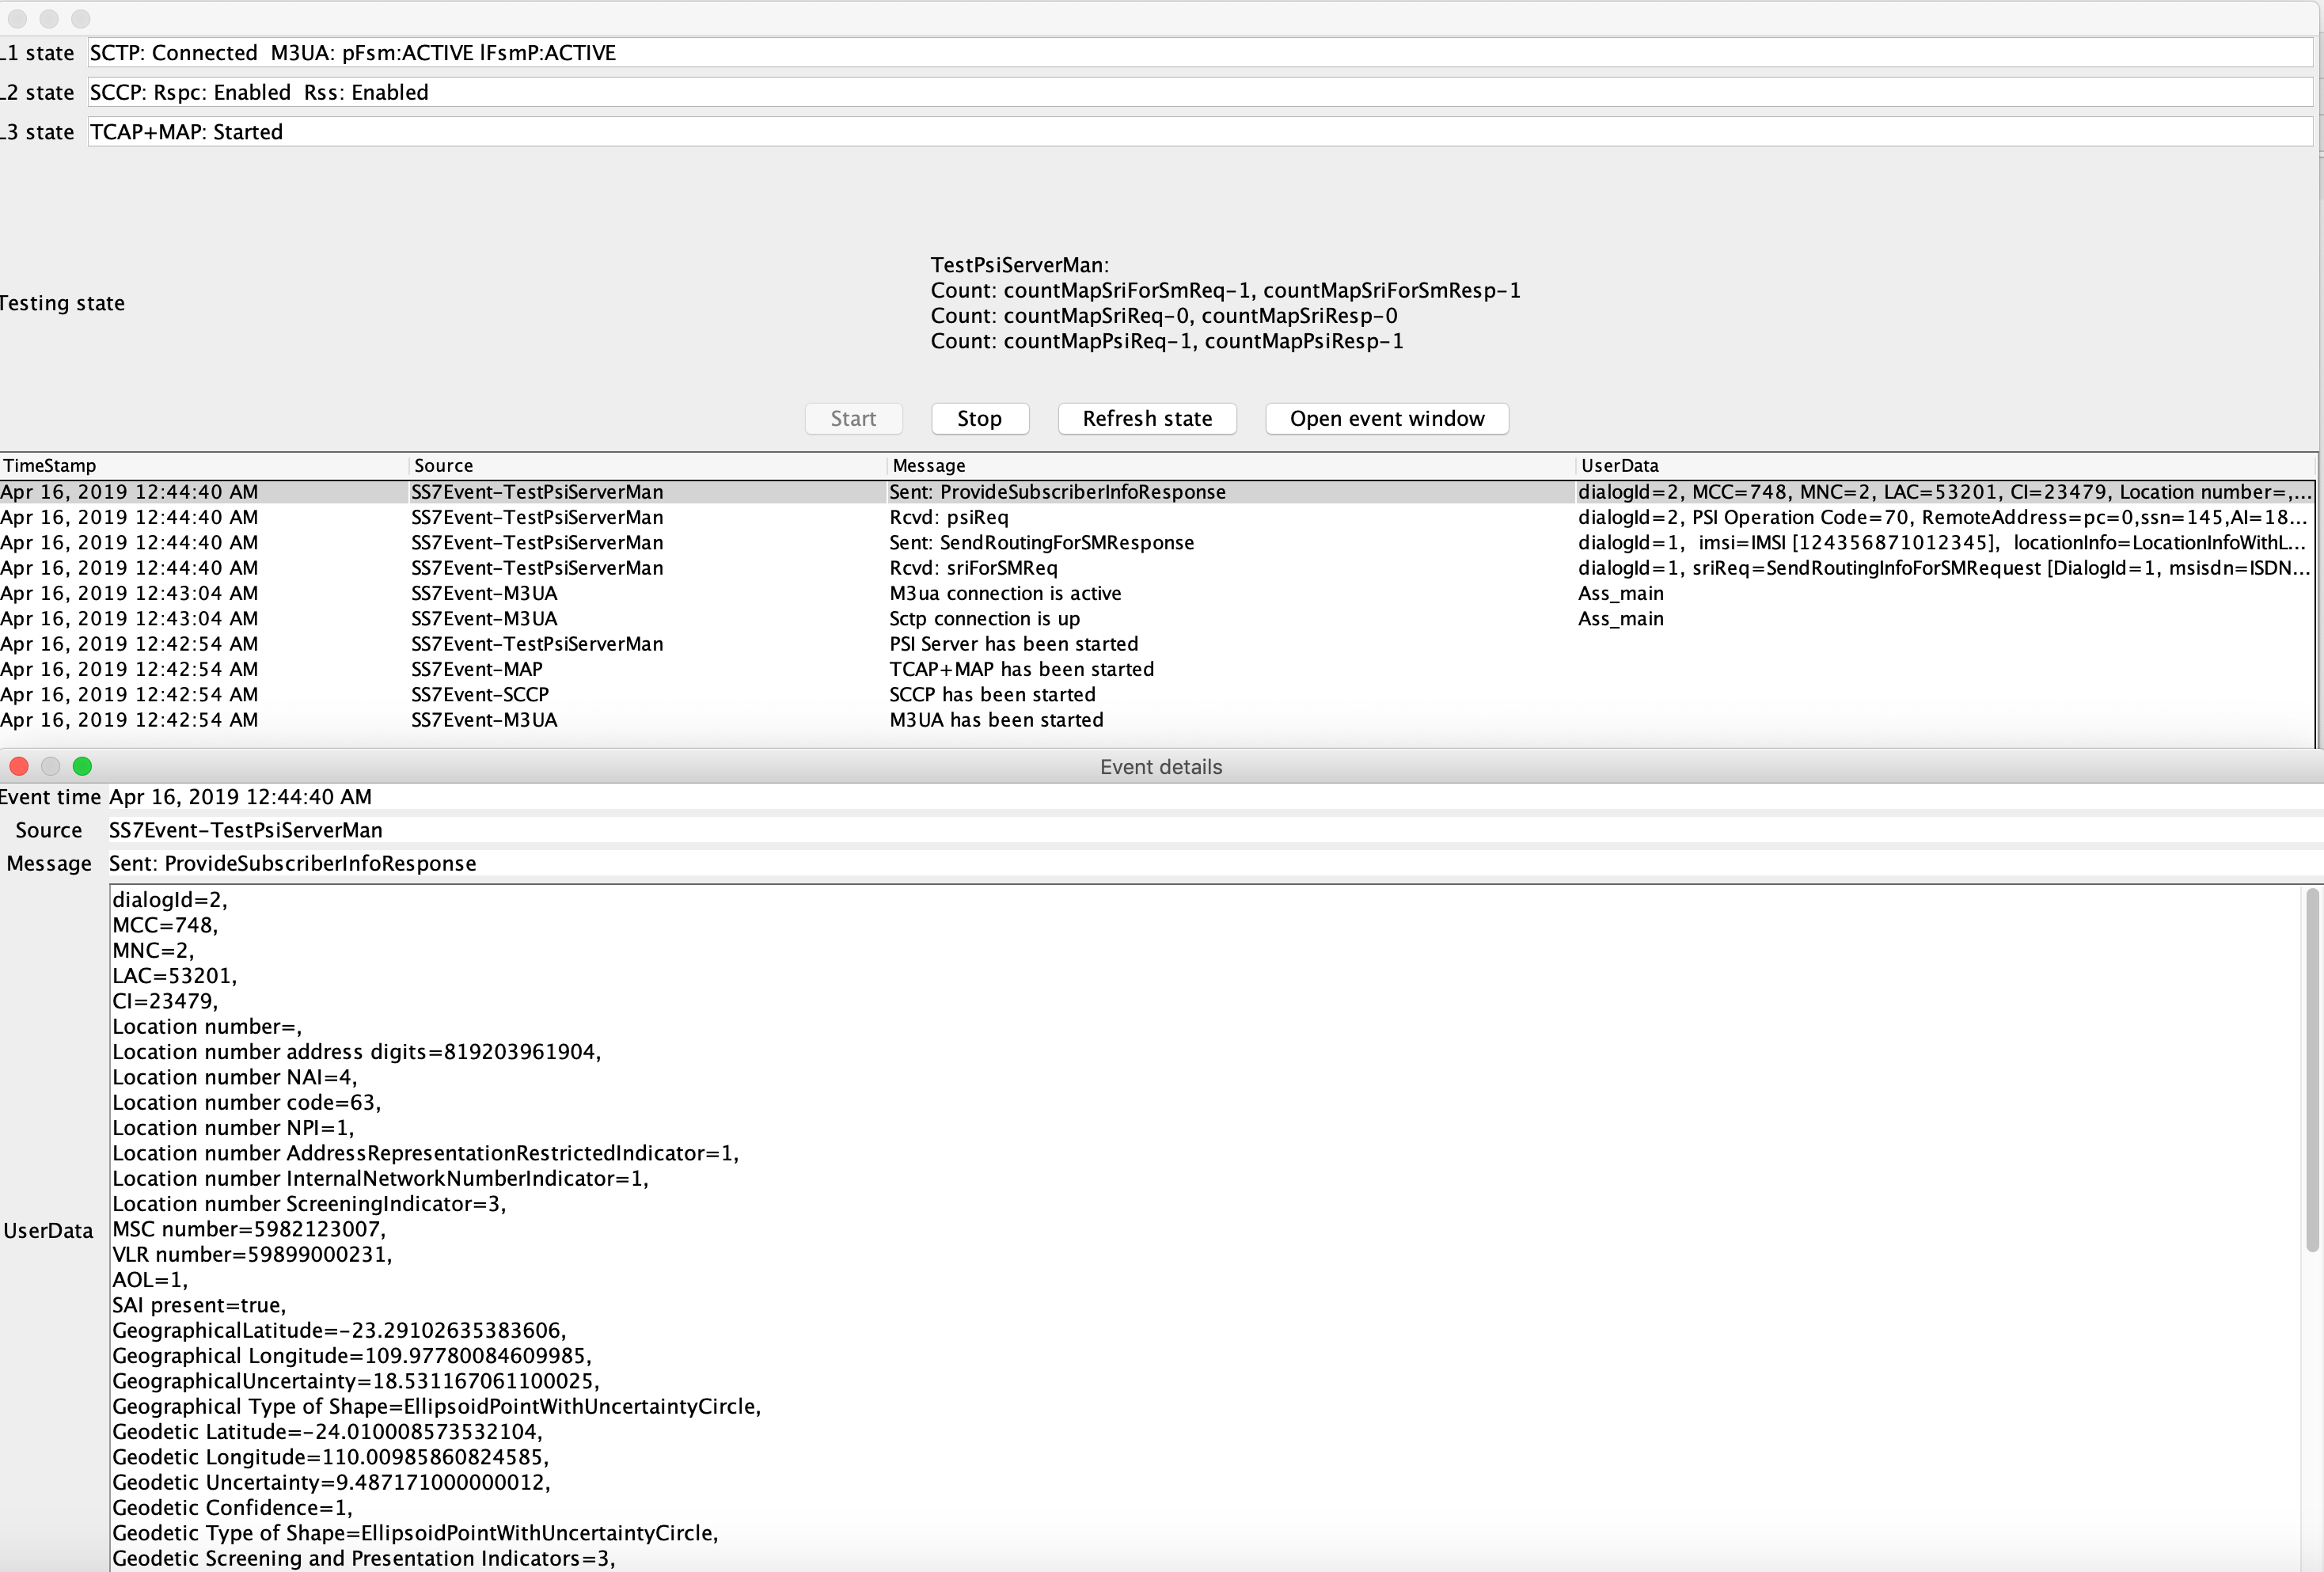 L1 state SCTP: Connected  M3UA: pFsm:ACTIVE lFsmP:ACTIVE
L2 state SCCP: Rspc: Enabled  Rss: Enabled
L3 state TCAP+MAP: Started
TestPsiServerMan:
Count: countMapSriForSmReq-1, countMapSriForSmResp-1
Testing state
Count: countMapSriReq-0, countMapSriResp-0
Count: countMapPsiReq-1, countMapPsiResp-1
Start Stop Refresh state Open event window
TimeStamp Source Message UserData
Apr 16, 2019 12:44:40 AM SS7Event-TestPsiServerMan Sent: ProvideSubscriberInfoResponse dialogId=2, MCC=748, MNC=2, LAC=53201, CI=23479, Location number=,...
Apr 16, 2019 12:44:40 AM SS7Event-TestPsiServerMan Rcvd: psiReq dialogId=2, PSI Operation Code=70, RemoteAddress=pc=0,ssn=145,AI=18...
Apr 16, 2019 12:44:40 AM SS7Event-TestPsiServerMan Sent: SendRoutingForSMResponse dialogId=1,  imsi=IMSI [124356871012345],  locationInfo=LocationInfoWithL...
Apr 16, 2019 12:44:40 AM SS7Event-TestPsiServerMan Rcvd: sriForSMReq dialogId=1, sriReq=SendRoutingInfoForSMRequest [DialogId=1, msisdn=ISDN...
Apr 16, 2019 12:43:04 AM SS7Event-M3UA M3ua connection is active Ass_main
Apr 16, 2019 12:43:04 AM SS7Event-M3UA Sctp connection is up Ass_main
Apr 16, 2019 12:42:54 AM SS7Event-TestPsiServerMan PSI Server has been started
Apr 16, 2019 12:42:54 AM SS7Event-MAP TCAP+MAP has been started
Apr 16, 2019 12:42:54 AM SS7Event-SCCP SCCP has been started
Apr 16, 2019 12:42:54 AM SS7Event-M3UA M3UA has been started
Event details
Event time Apr 16, 2019 12:44:40 AM
Source SS7Event-TestPsiServerMan
Message Sent: ProvideSubscriberInfoResponse
dialogId=2,
MCC=748,
MNC=2,
LAC=53201,
CI=23479,
Location number=,
Location number address digits=819203961904,
Location number NAI=4,
Location number code=63,
Location number NPI=1,
Location number AddressRepresentationRestrictedIndicator=1,
Location number InternalNetworkNumberIndicator=1,
Location number ScreeningIndicator=3,
UserData MSC number=5982123007,
VLR number=59899000231,
AOL=1,
SAI present=true,
GeographicalLatitude=-23.29102635383606,
Geographical Longitude=109.97780084609985,
GeographicalUncertainty=18.531167061100025,
Geographical Type of Shape=EllipsoidPointWithUncertaintyCircle,
Geodetic Latitude=-24.010008573532104,
Geodetic Longitude=110.00985860824585,
Geodetic Uncertainty=9.487171000000012,
Geodetic Confidence=1,
Geodetic Type of Shape=EllipsoidPointWithUncertaintyCircle,
Geodetic Screening and Presentation Indicators=3,